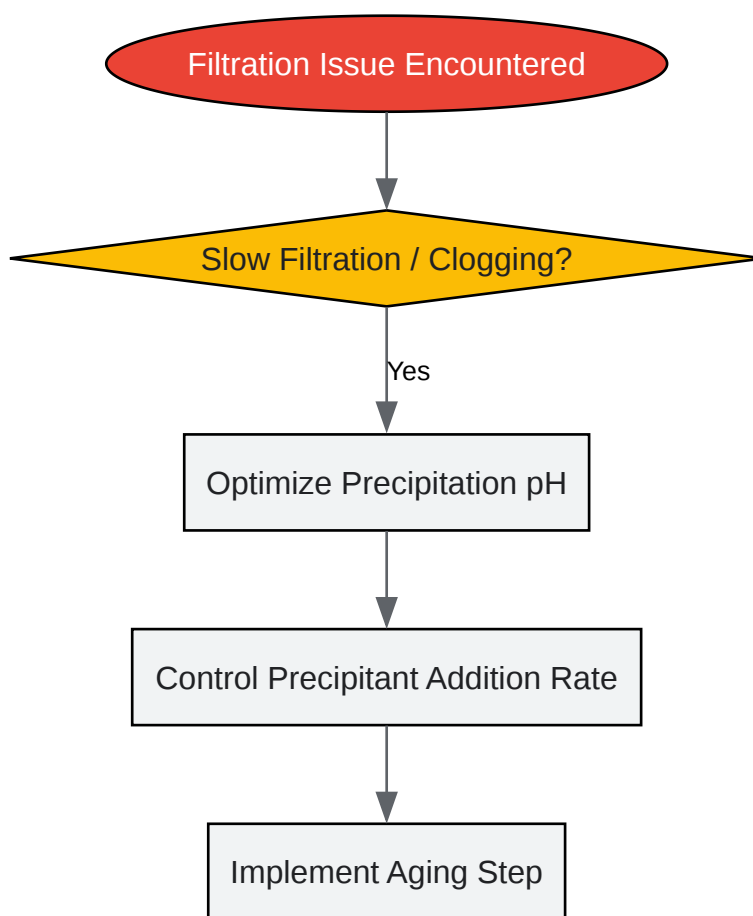 Filtration Issue Encountered
Slow Filtration / Clogging?
Yes
Optimize Precipitation pH
Control Precipitant Addition Rate
Implement Aging Step